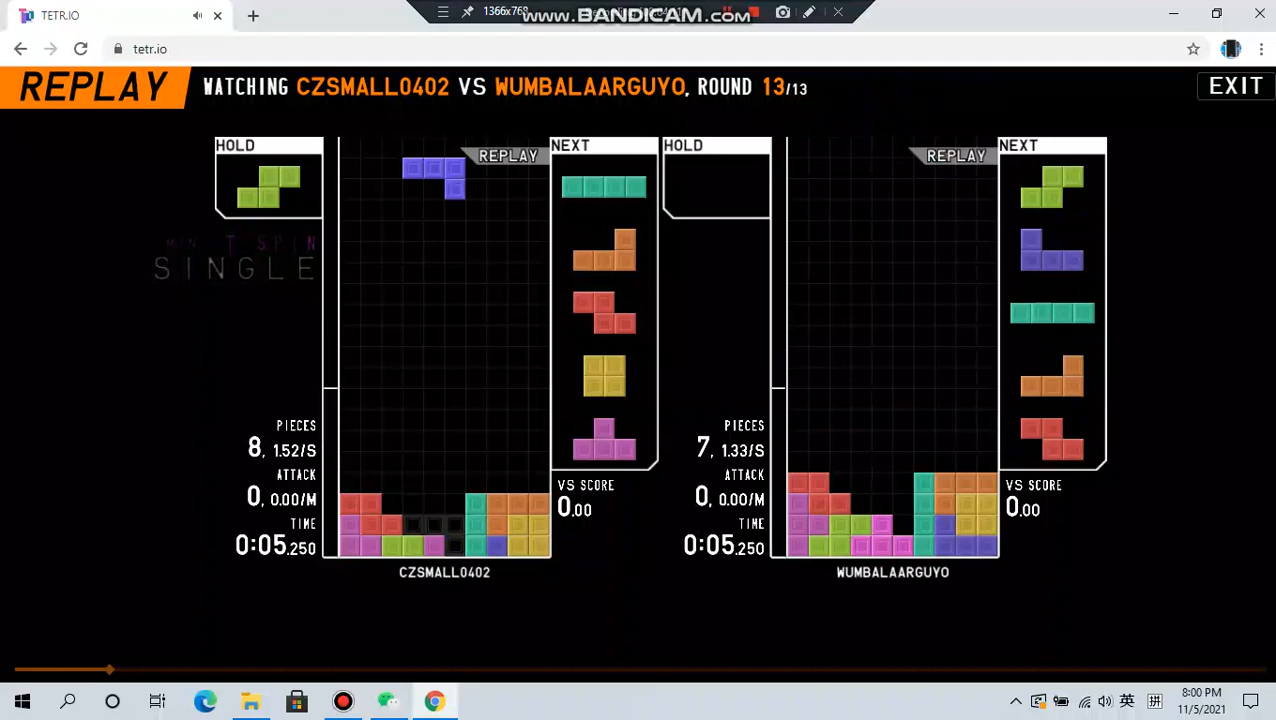 TETR.IO
1366x768
www.BANDICAM.com
tetr.io
REPLAY
WATCHING CZSMALL0402 VS WUMBALAARGUYO, ROUND 13/13
EXIT
HOLD
REPLAY
NEXT
HOLD
REPLAY
NEXT
MINI T SPIN
SINGLE
PIECES
8, 1.52/S
ATTACK
0, 0.00/M
TIME
0:05.250
VS SCORE
0.00
PIECES
7, 1.33/S
ATTACK
0, 0.00/M
TIME
0:05.250
VS SCORE
0.00
CZSMALL0402
WUMBALAARGUYO
英
拼
8:00 PM
11/5/2021